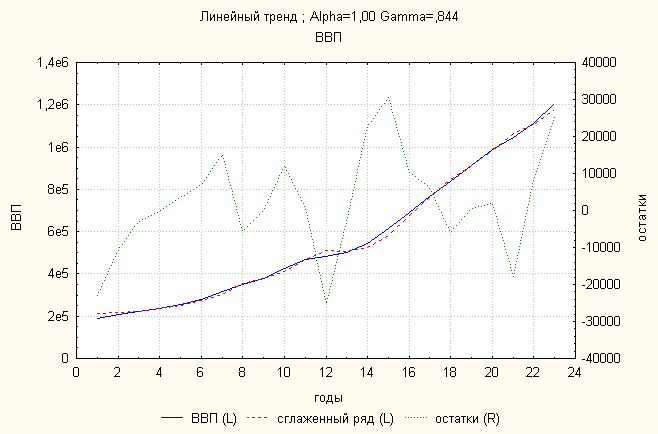 Линейный тренд ; Alpha=1,00 Gamma=,844
ВВП
1,4e6
1,2e6
1e6
8e5
6e5
4e5
2e5
0
ВВП
40000
30000
20000
10000
0
-10000
-20000
-30000
-40000
остатки
0 2 4 6 8 10 12 14 16 18 20 22 24
годы
ВВП (L) сглаженный ряд (L) остатки (R)